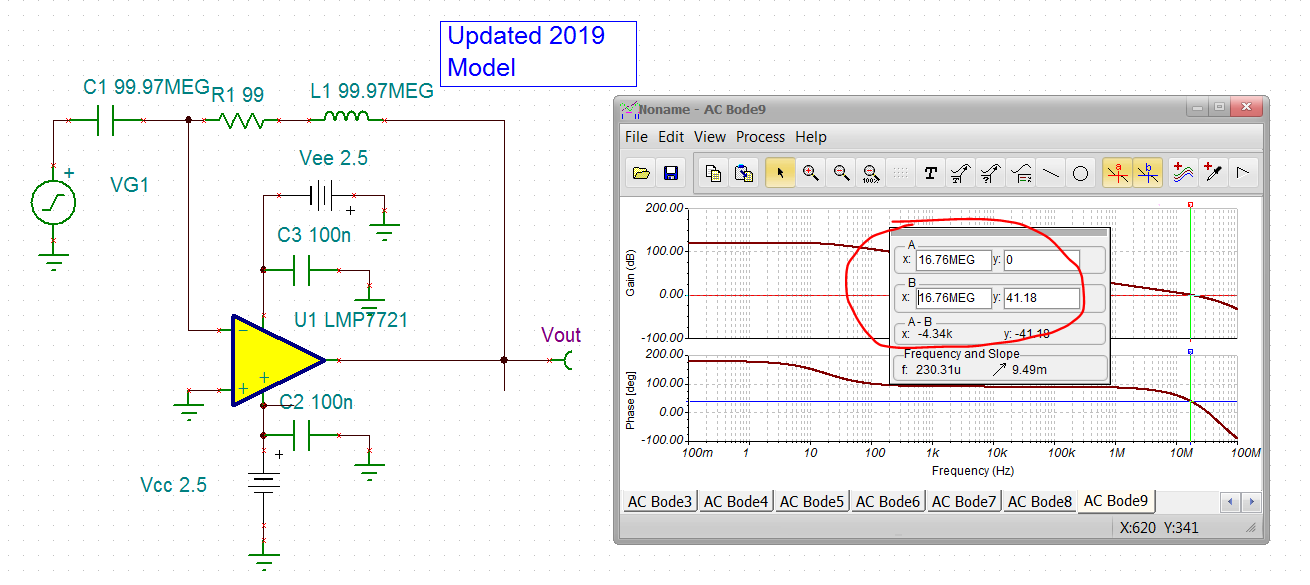 Updated 2019
Model
C1 99.97MEG
R1 99
L1 99.97MEG
VG1
+
Vee 2.5
+
C3 100n
U1 LMP7721
Vout
−
+
+
C2 100n
+
Vcc 2.5
Noname - AC Bode9
File Edit View Process Help
100%
T
a
b
200.00
100.00
0.00
-100.00
Gain (dB)
A
x: 16.76MEG y: 0
B
x: 16.76MEG y: 41.18
A - B
x: -4.34k y: -41.18
Frequency and Slope
f: 230.31u 9.49m
200.00
100.00
0.00
-100.00
Phase [deg]
100m 1 10 100 1k 10k 100k 1M 10M 100M
Frequency (Hz)
AC Bode3 AC Bode4 AC Bode5 AC Bode6 AC Bode7 AC Bode8 AC Bode9
X:620 Y:341